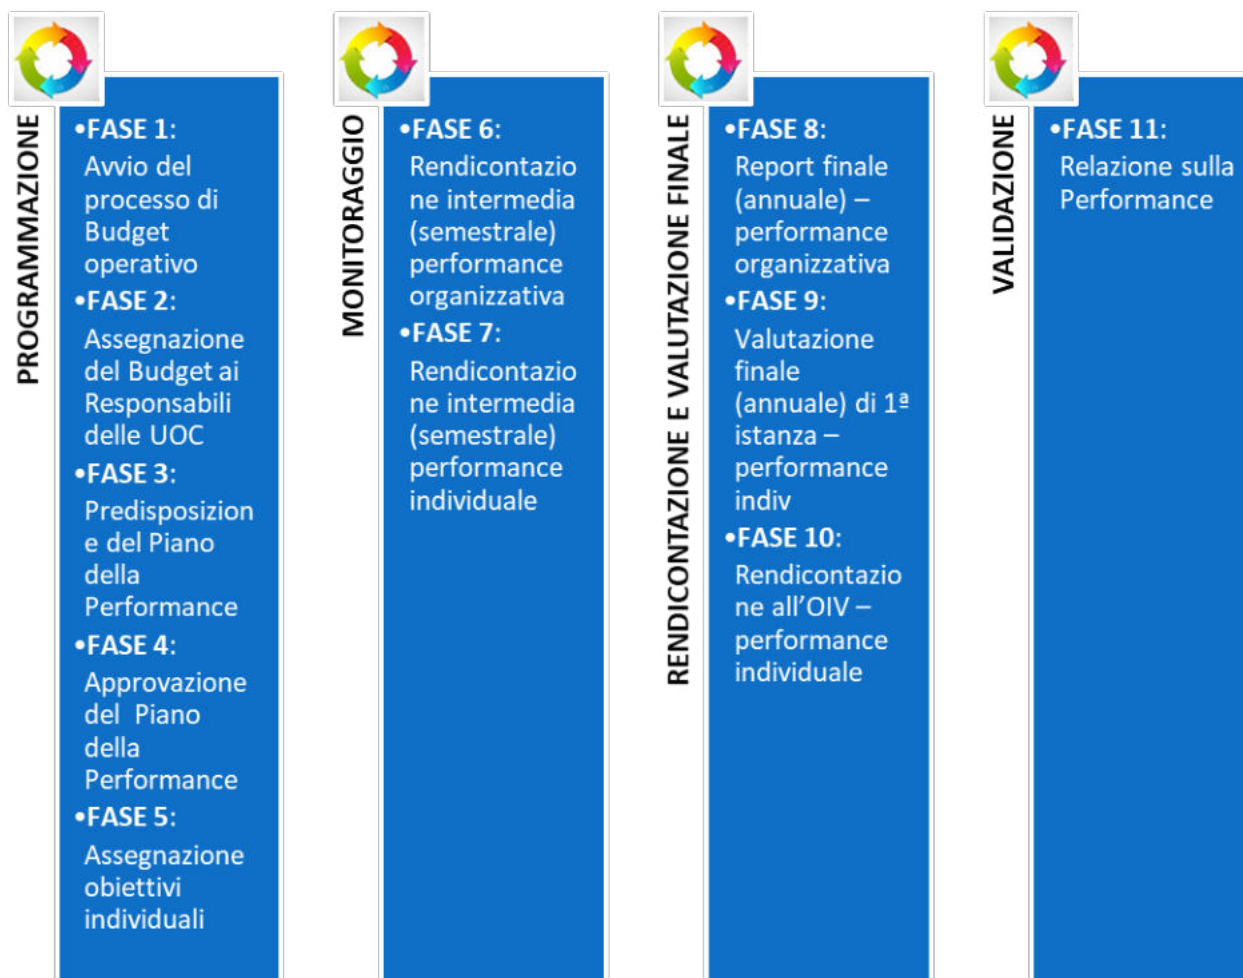 PROGRAMMAZIONE
•FASE 1:
Avvio del
processo di
Budget
operativo
•FASE 2:
Assegnazione
del Budget ai
Responsabili
delle UOC
•FASE 3:
Predisposizion
e del Piano
della
Performance
•FASE 4:
Approvazione
del Piano
della
Performance
•FASE 5:
Assegnazione
obiettivi
individuali
MONITORAGGIO
•FASE 6:
Rendicontazio
ne intermedia
(semestrale)
performance
organizzativa
•FASE 7:
Rendicontazio
ne intermedia
(semestrale)
performance
individuale
RENDICONTAZIONE E VALUTAZIONE FINALE
•FASE 8:
Report finale
(annuale) –
performance
organizzativa
•FASE 9:
Valutazione
finale
(annuale) di 1ª
istanza –
performance
indiv
•FASE 10:
Rendicontazio
ne all’OIV –
performance
individuale
VALIDAZIONE
•FASE 11:
Relazione sulla
Performance